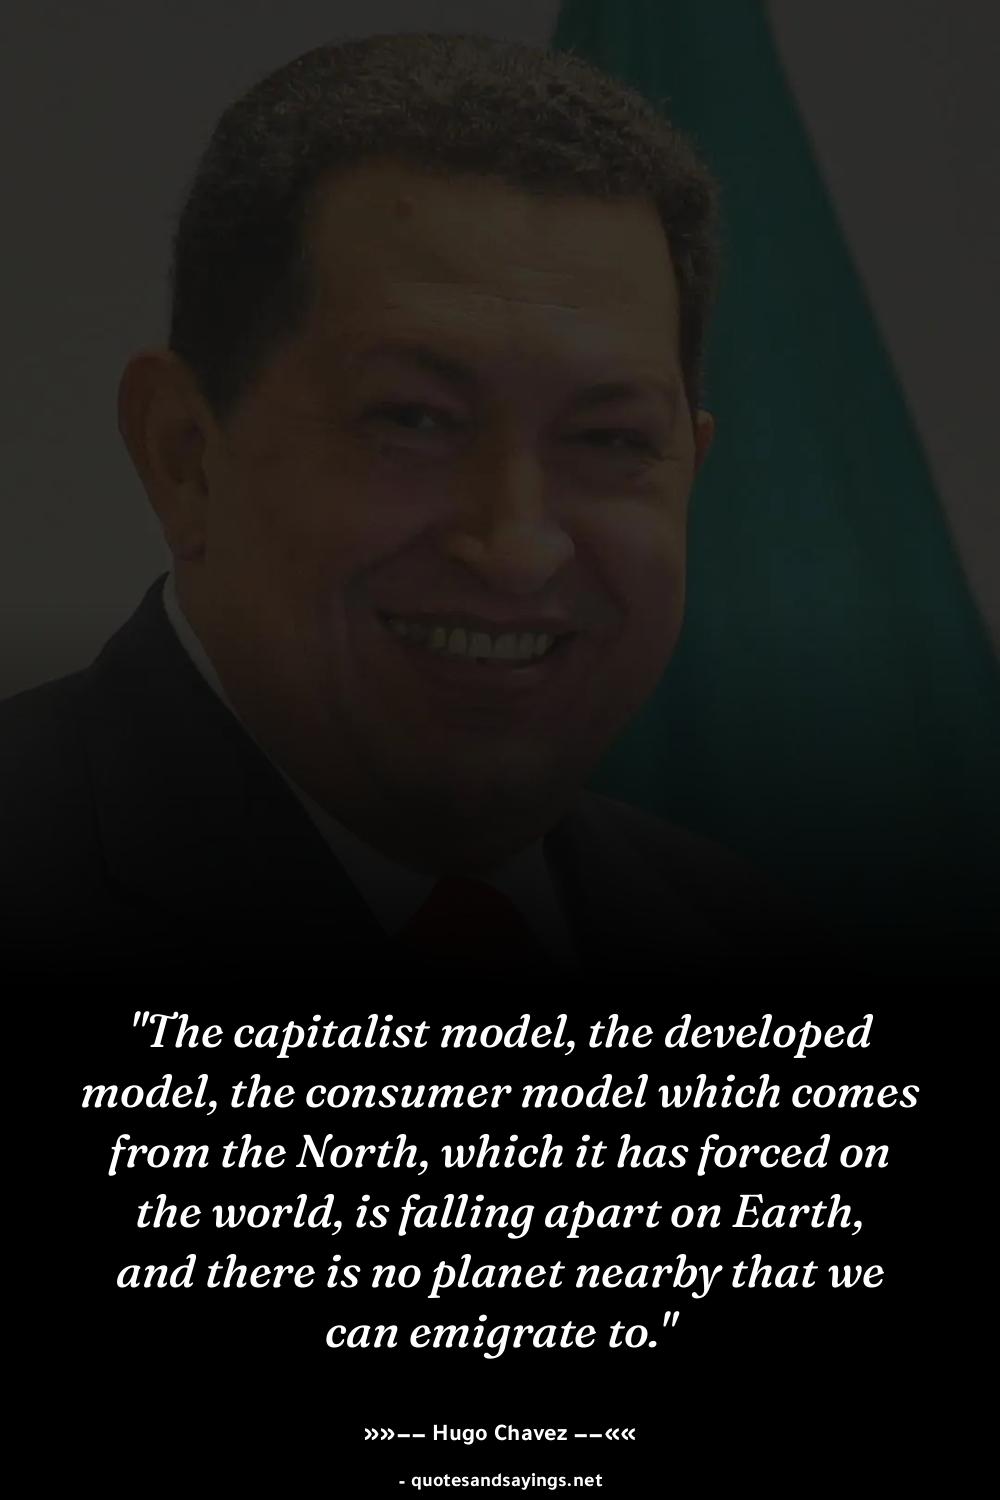 "The capitalist model, the developed
model, the consumer model which comes
from the North, which it has forced on
the world, is falling apart on Earth,
and there is no planet nearby that we
can emigrate to."
»»–– Hugo Chavez ––««
- quotesandsayings.net